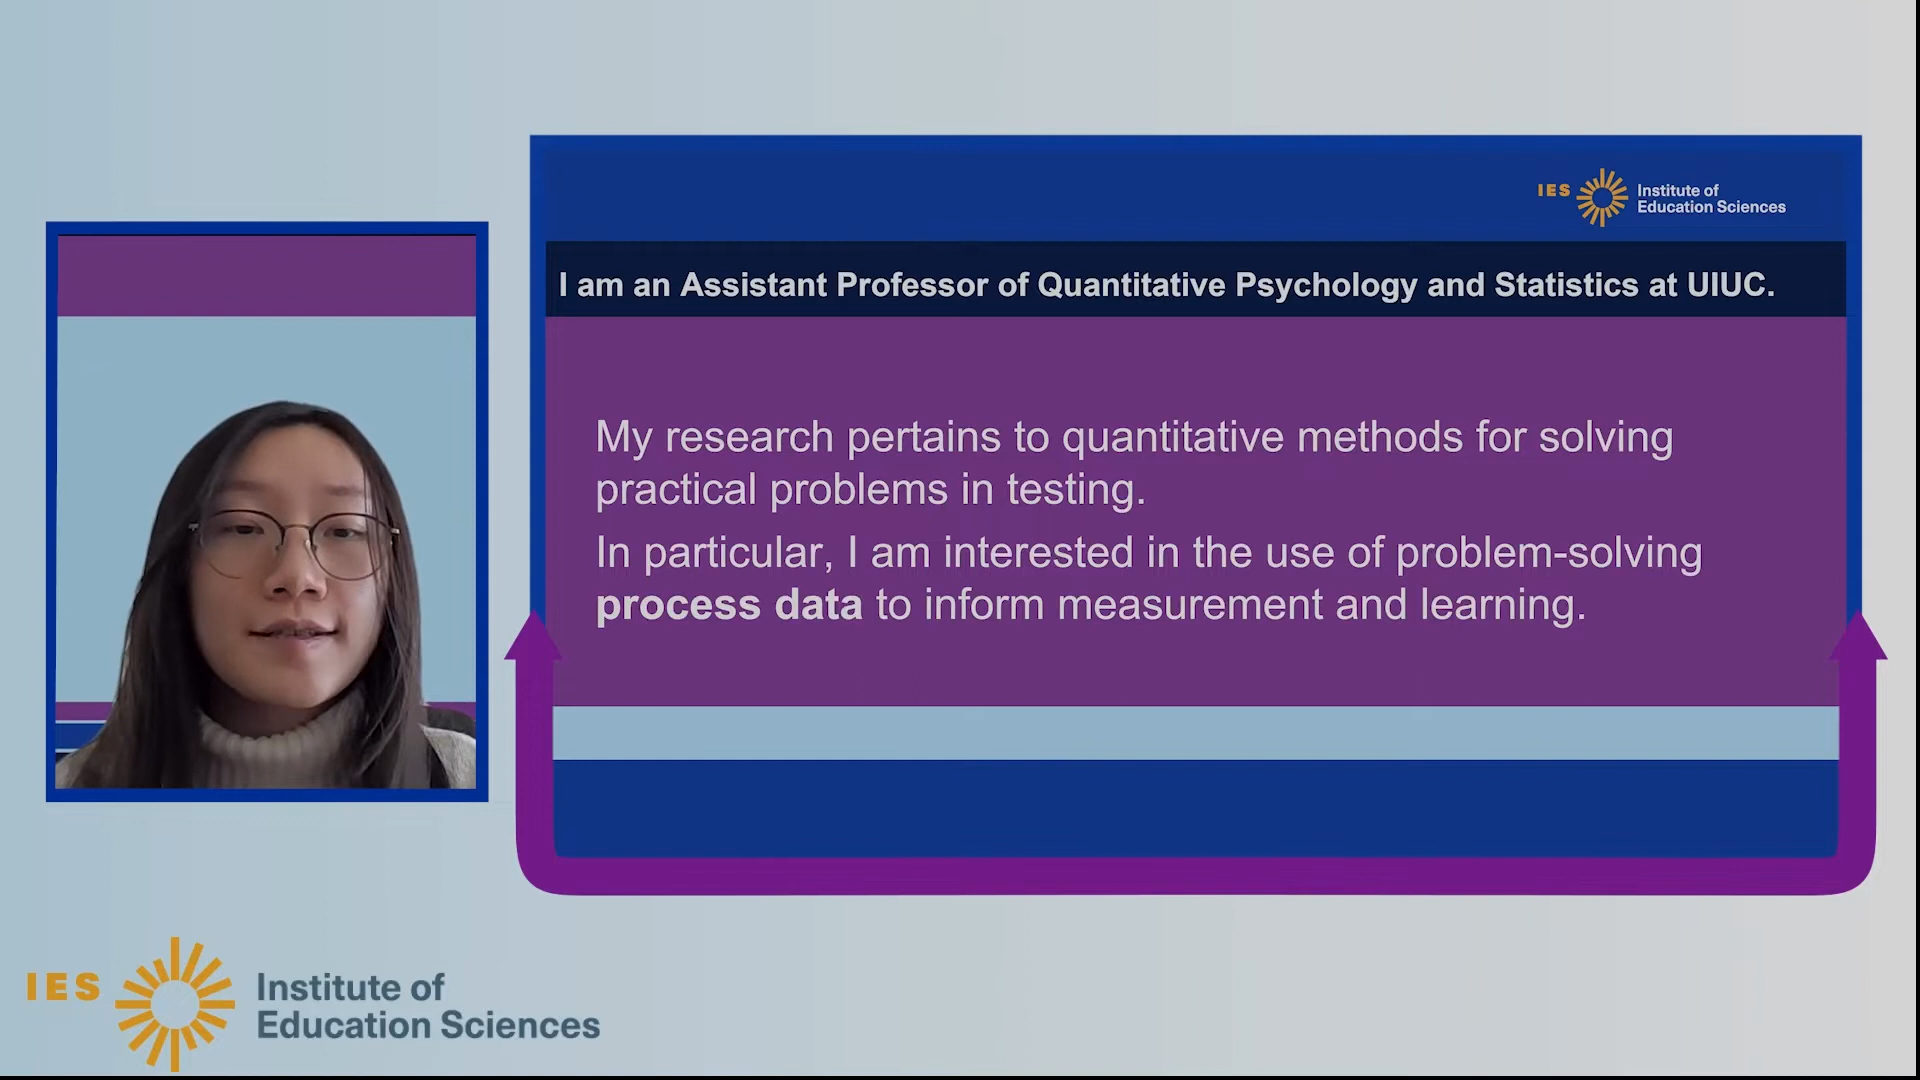 IES Institute of
Education Sciences
I am an Assistant Professor of Quantitative Psychology and Statistics at UIUC.
My research pertains to quantitative methods for solving
practical problems in testing.
In particular, I am interested in the use of problem-solving
process data to inform measurement and learning.
IES Institute of
Education Sciences